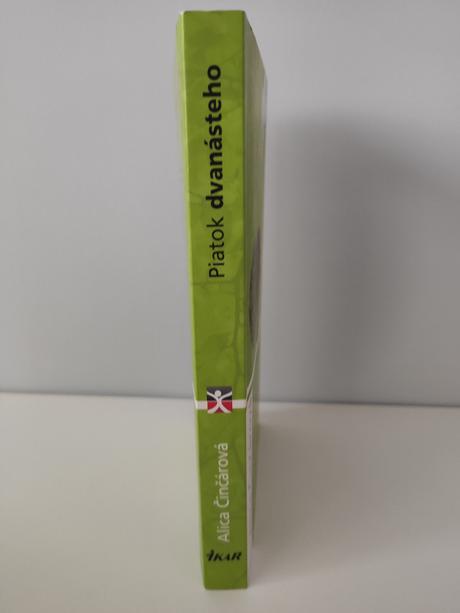 Piatok dvanásteho
Alica Činčárová
IKAR